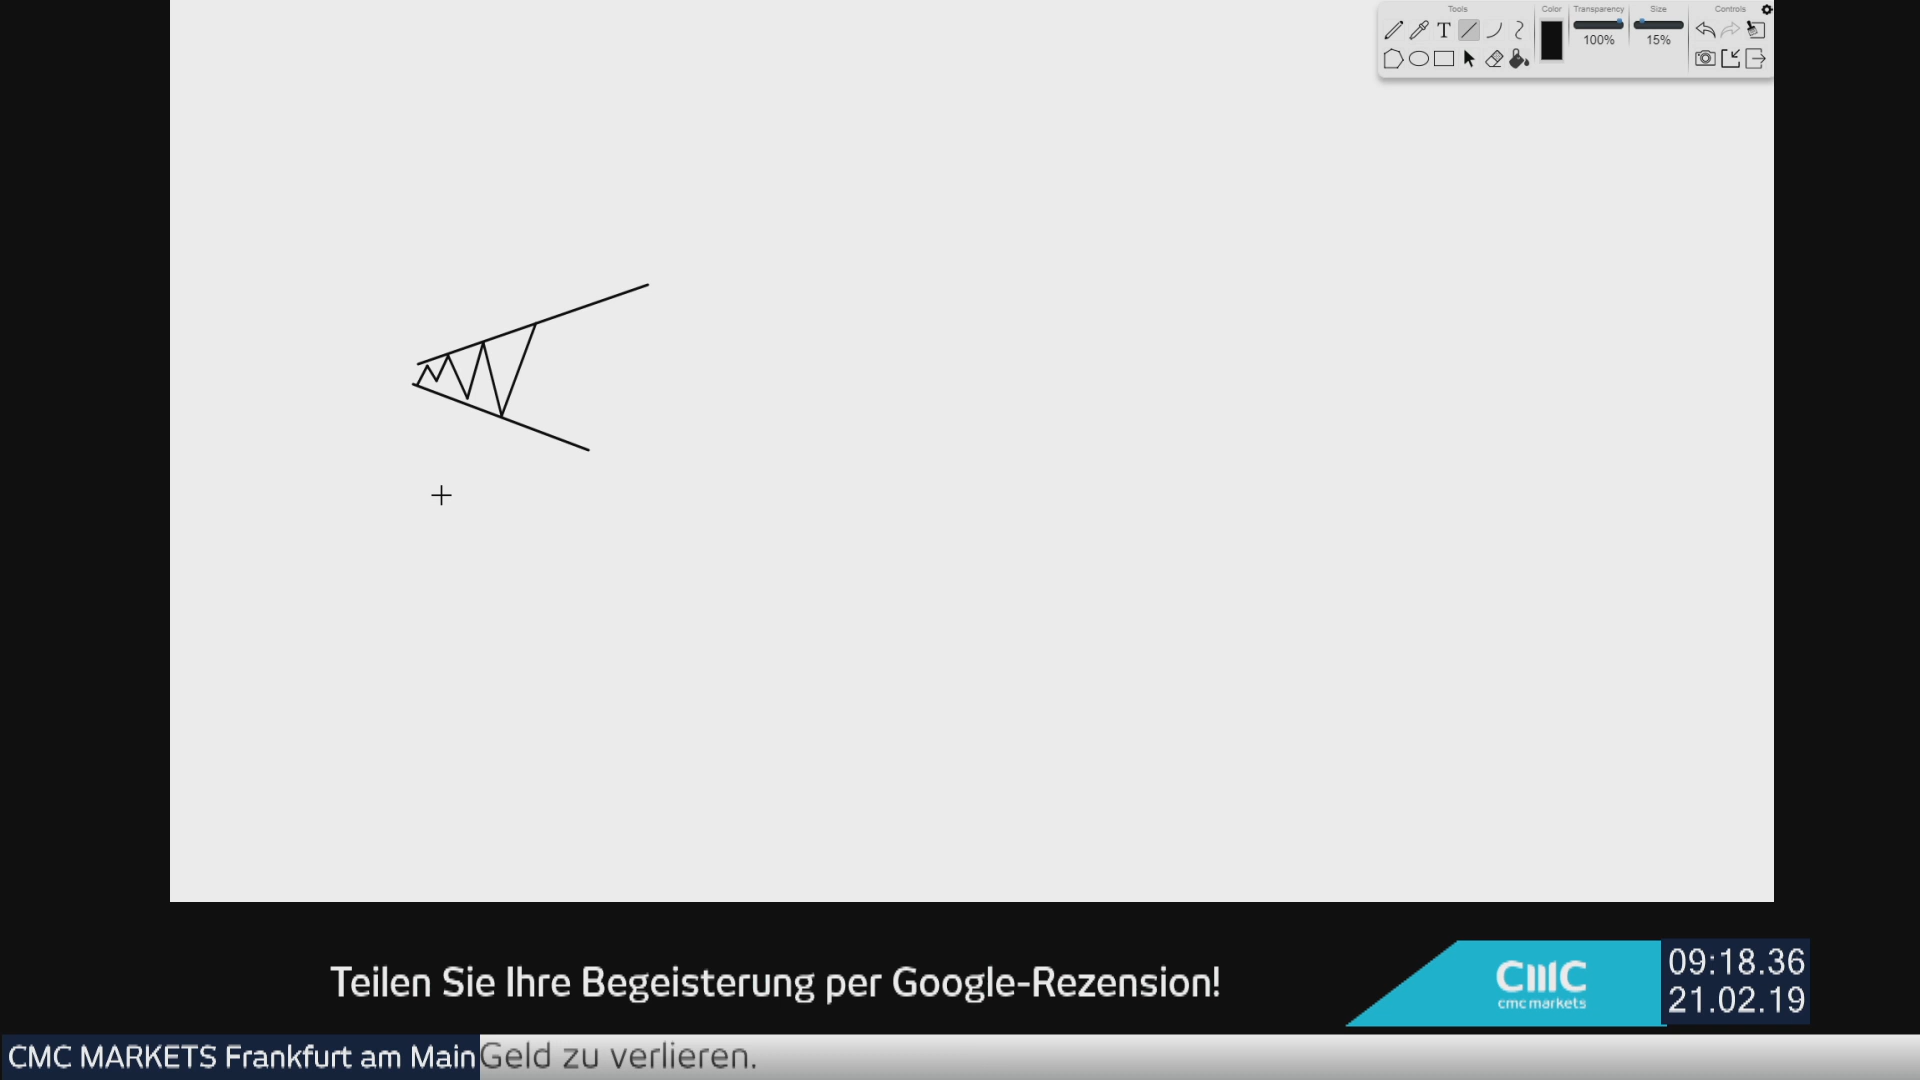 Tools
Color
Transparency
Size
Controls
T
100%
15%
Teilen Sie Ihre Begeisterung per Google-Rezension!
CMC
cmc markets
09:18.36
21.02.19
CMC MARKETS Frankfurt am Main
Geld zu verlieren.